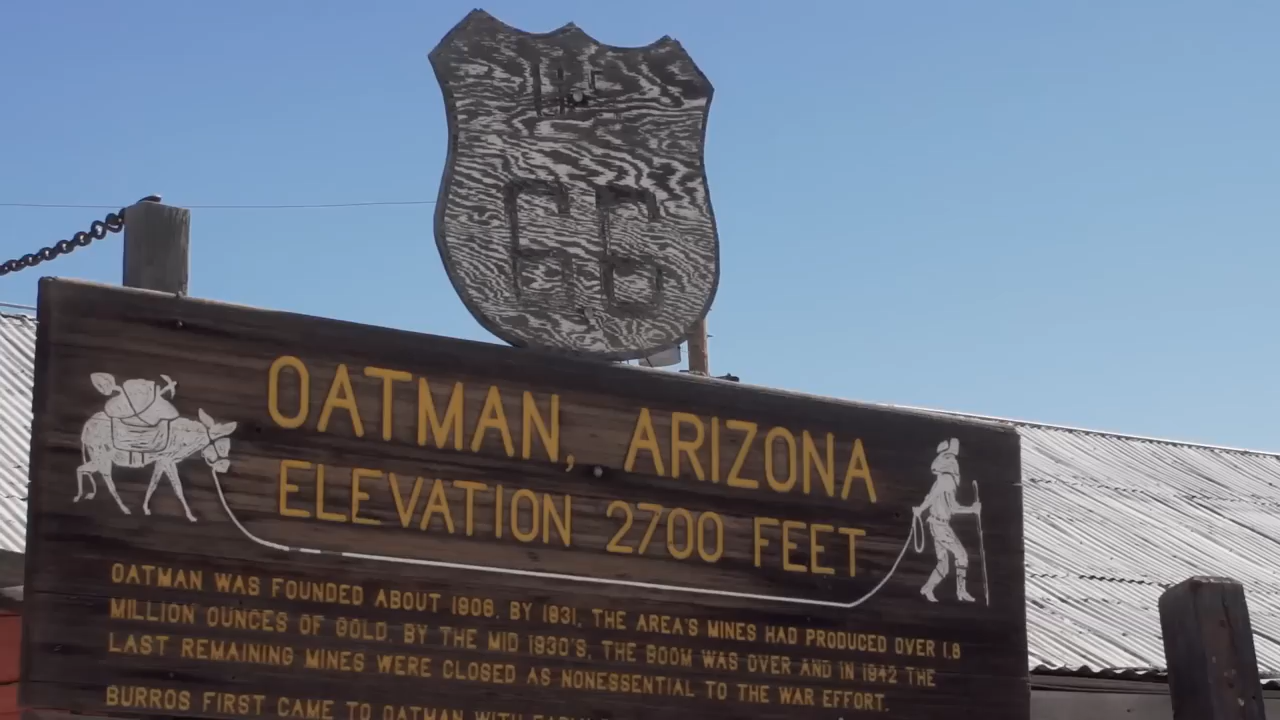 US
66
OATMAN, ARIZONA
ELEVATION 2700 FEET
OATMAN WAS FOUNDED ABOUT 1906. BY 1931, THE AREA'S MINES HAD PRODUCED OVER 1.8
MILLION OUNCES OF GOLD. BY THE MID 1930'S, THE BOOM WAS OVER AND IN 1942 THE
LAST REMAINING MINES WERE CLOSED AS NONESSENTIAL TO THE WAR EFFORT.
BURROS FIRST CAME TO OATMAN WITH